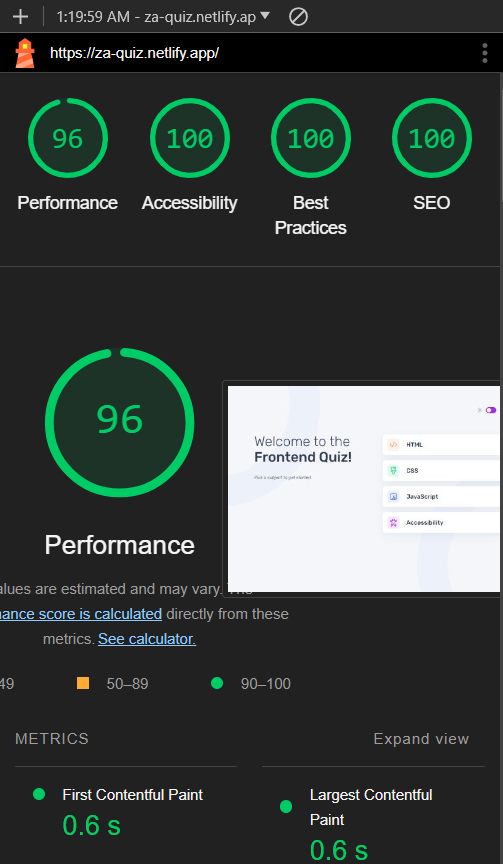 1:19:59 AM - za-quiz.netlify.ap
https://za-quiz.netlify.app/
96
100
100
100
Performance
Accessibility
Best
Practices
SEO
96
Welcome to the
Frontend Quiz!
Pick a subject to get started.
HTML
CSS
JavaScript
Accessibility
Performance
alues are estimated and may vary. The
nance score is calculated directly from these
metrics. See calculator.
49
50–89
90–100
METRICS
Expand view
First Contentful Paint
0.6 s
Largest Contentful
Paint
0.6 s